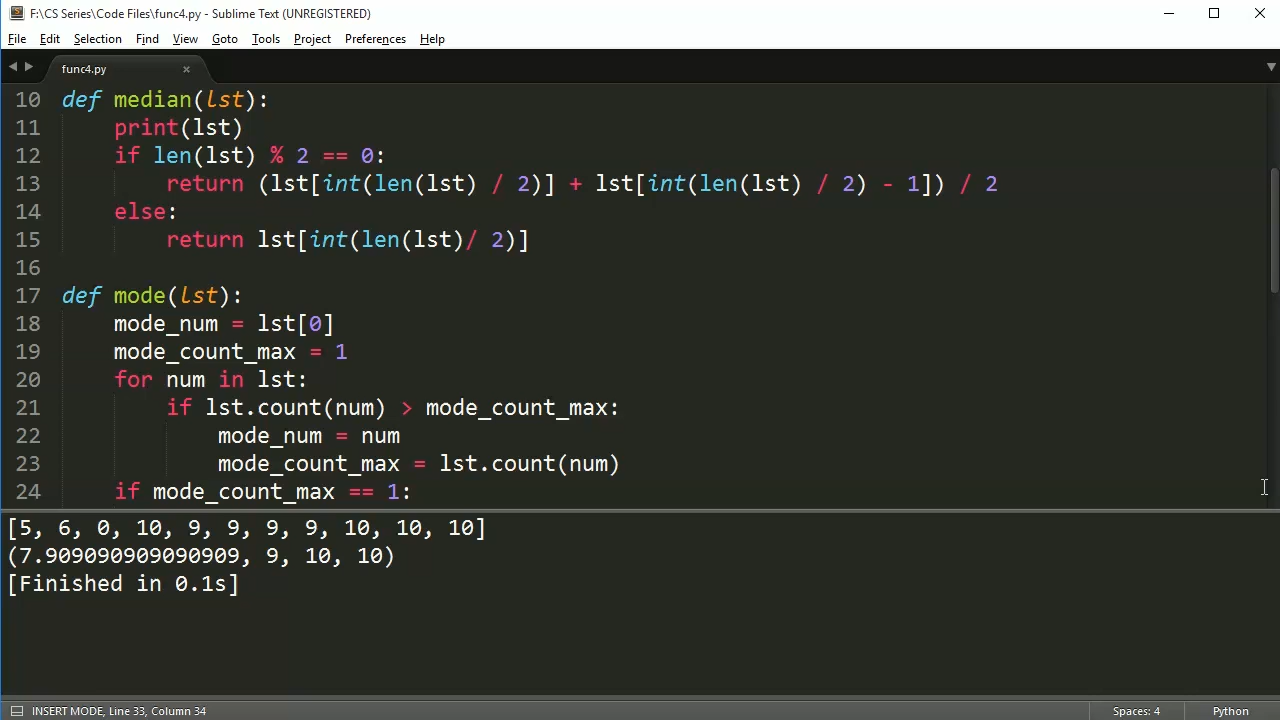 F:\CS Series\Code Files\func4.py - Sublime Text (UNREGISTERED)
File Edit Selection Find View Goto Tools Project Preferences Help
func4.py
10 def median(lst):
11     print(lst)
12     if len(lst) % 2 == 0:
13         return (lst[int(len(lst) / 2)] + lst[int(len(lst) / 2) - 1]) / 2
14     else:
15         return lst[int(len(lst)/ 2)]
16
17 def mode(lst):
18     mode_num = lst[0]
19     mode_count_max = 1
20     for num in lst:
21         if lst.count(num) > mode_count_max:
22             mode_num = num
23             mode_count_max = lst.count(num)
24     if mode_count_max == 1:
[5, 6, 0, 10, 9, 9, 9, 9, 10, 10, 10]
(7.909090909090909, 9, 10, 10)
[Finished in 0.1s]
INSERT MODE, Line 33, Column 34 Spaces: 4 Python